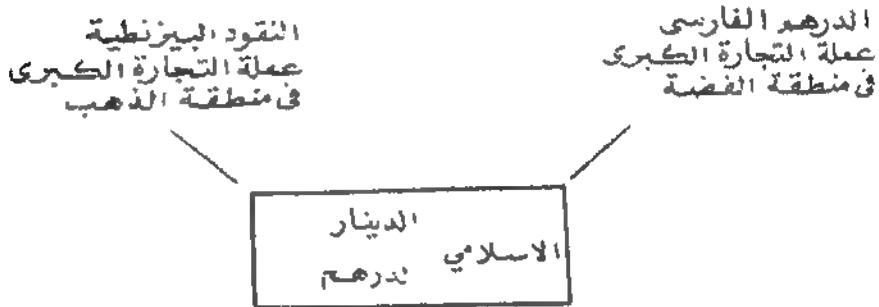 الدرهم الفارسى
عملة التجارة الكبرى
فى منطقة الفضة
النقود البيزنطية
عملة التجارة الكبرى
فى منطقة الذهب
الدينار
الاسلامي
لدرهم